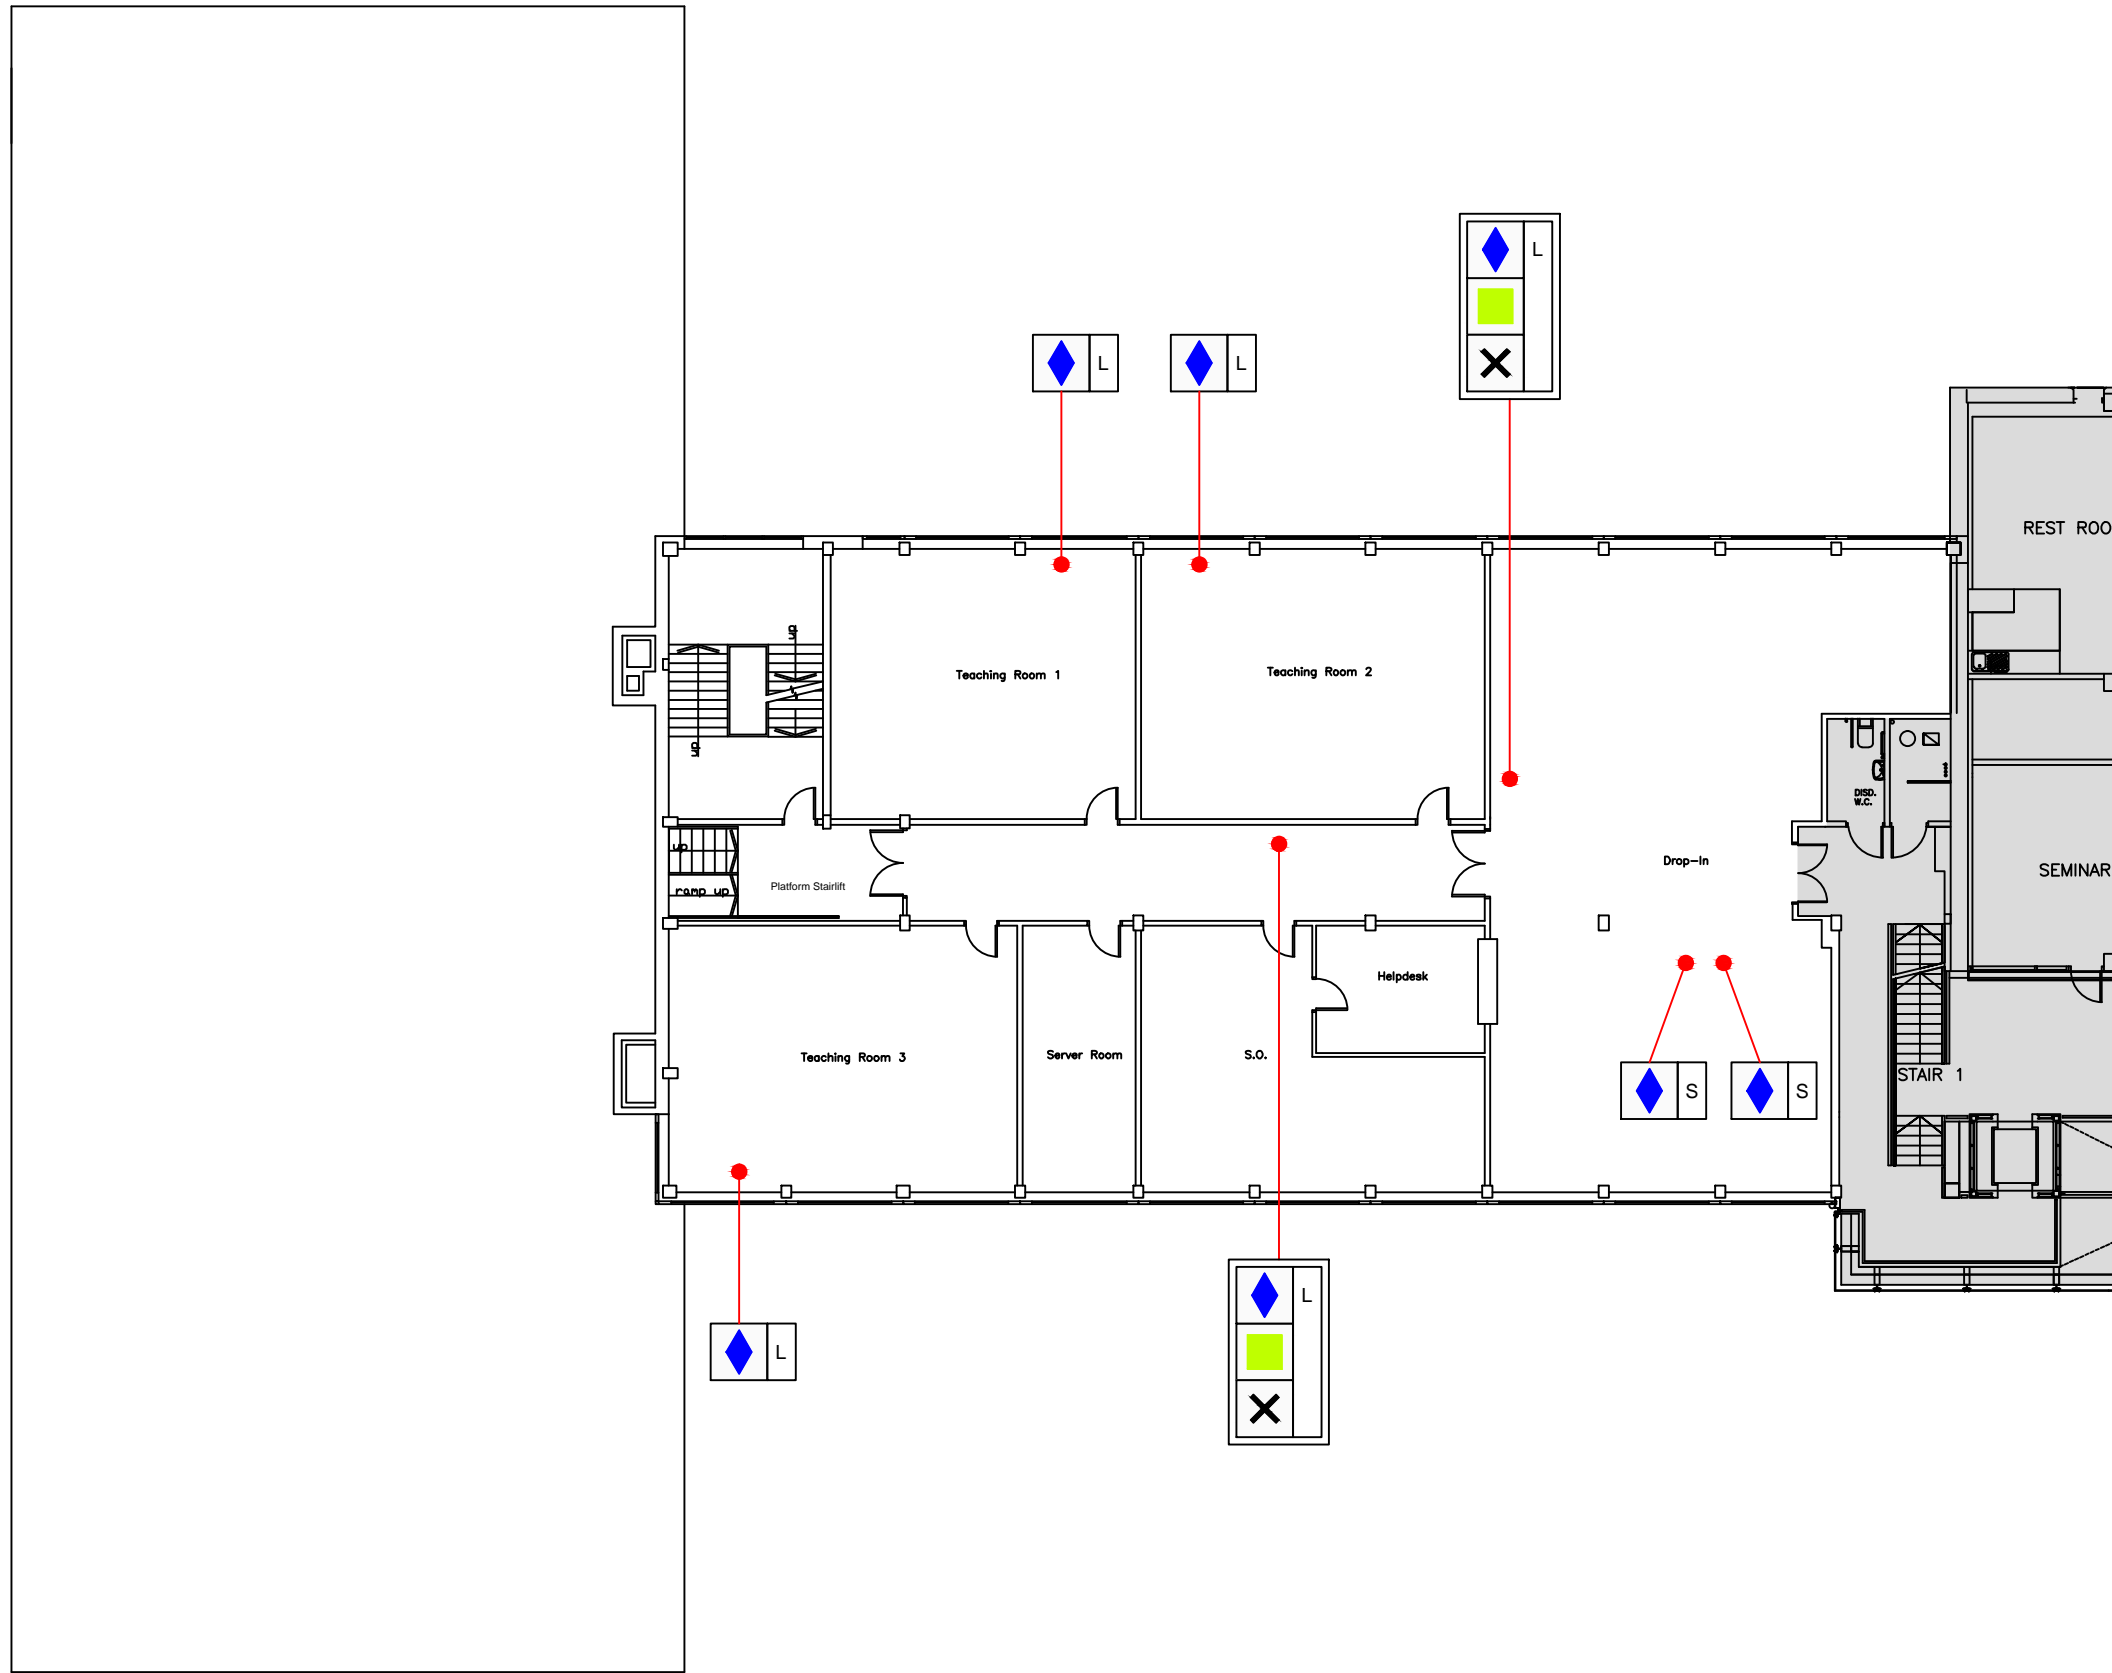 L
L
L
REST ROO
up
Teaching Room 1
Teaching Room 2
up
DISD.
W.C.
up
Drop-In
SEMINAR
Platform Stairlift
ramp up
Helpdesk
Teaching Room 3
Server Room
S.O.
STAIR 1
S
S
L
L